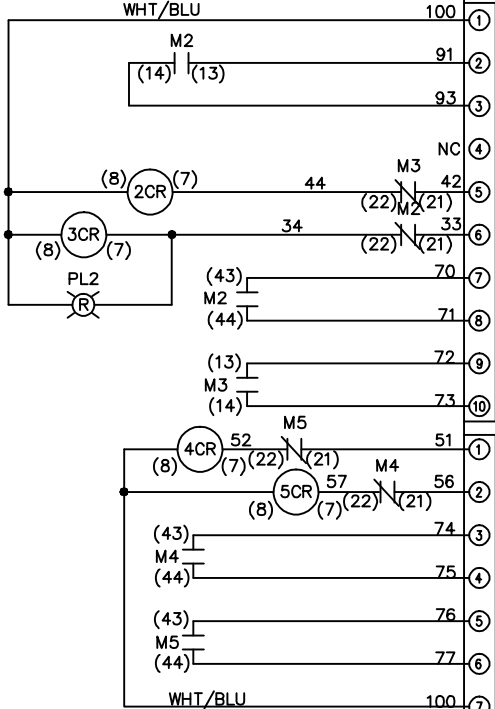 WHT/BLU 100 1
M2 91 2
(14) (13)
93 3
NC 4
M3
(8) 2CR (7) 44 42 5
(22) (21)
M2
3CR 34 33 6
(8) (7) (22) (21)
PL2
R
(43) 70 7
M2
(44) 71 8
(13) 72 9
M3
(14) 73 10
M5
4CR 52 51 1
(8) (7) (22) (21)
M4
5CR 57 56 2
(8) (7) (22) (21)
(43) 74 3
M4
(44) 75 4
(43) 76 5
M5
(44) 77 6
WHT/BLU 100 7